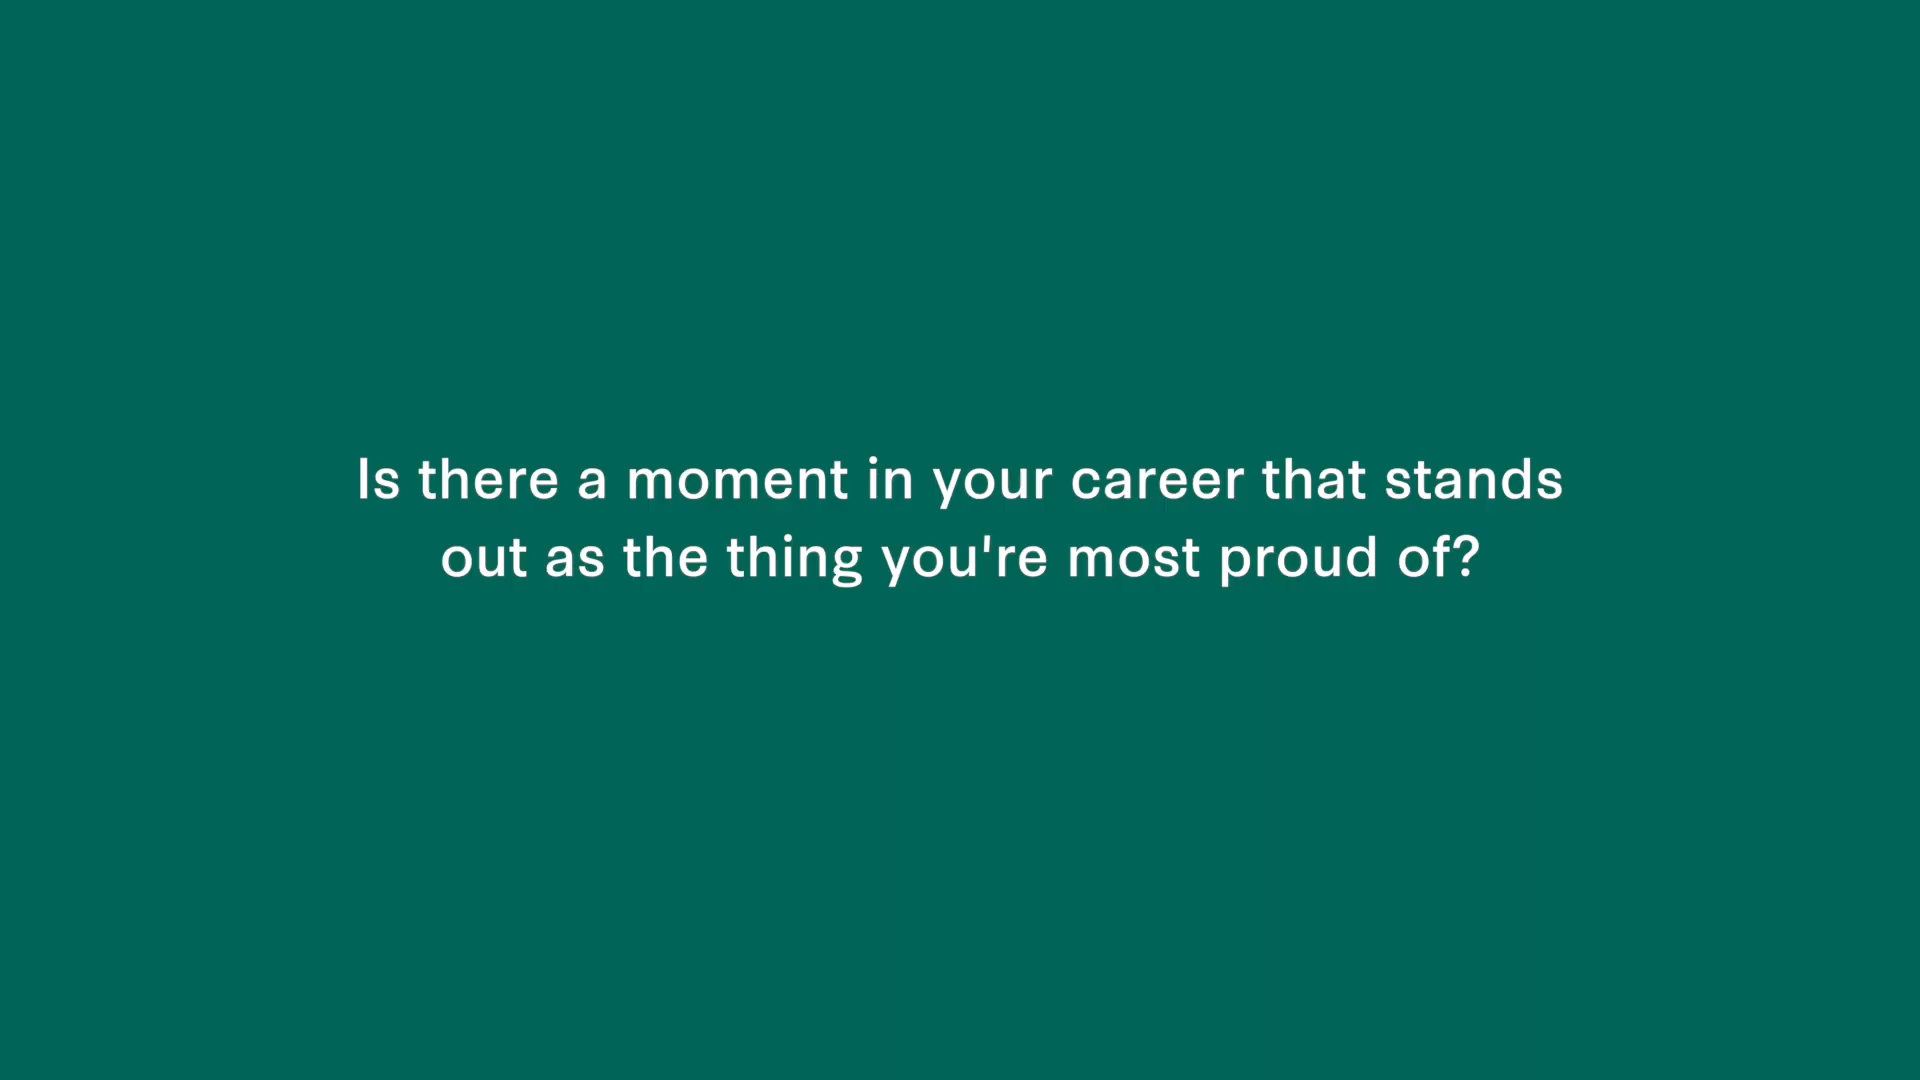 Is there a moment in your career that stands
out as the thing you're most proud of?